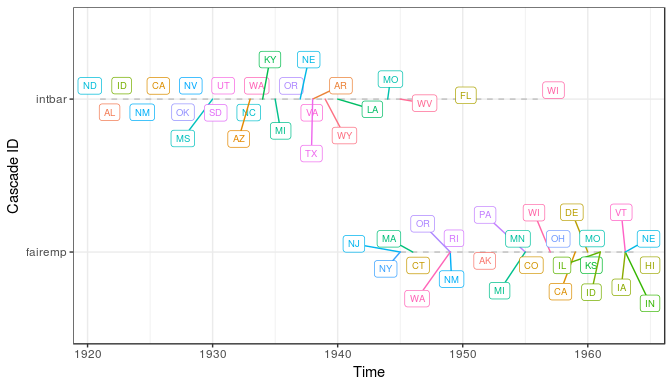 KY NE
MO
ND ID CA NV UT WA OR AR WI
FL
intbar
WV
LA
AL NM OK SD NC VA
MI
MS AZ WY
TX
Cascade ID
DE
PA WI VT
OR
NJ MA RI MN OH MO NE
fairemp
AK
NY CT CO IL KS HI
NM
IA
MI CA ID
WA IN
1920 1930 1940 1950 1960
Time